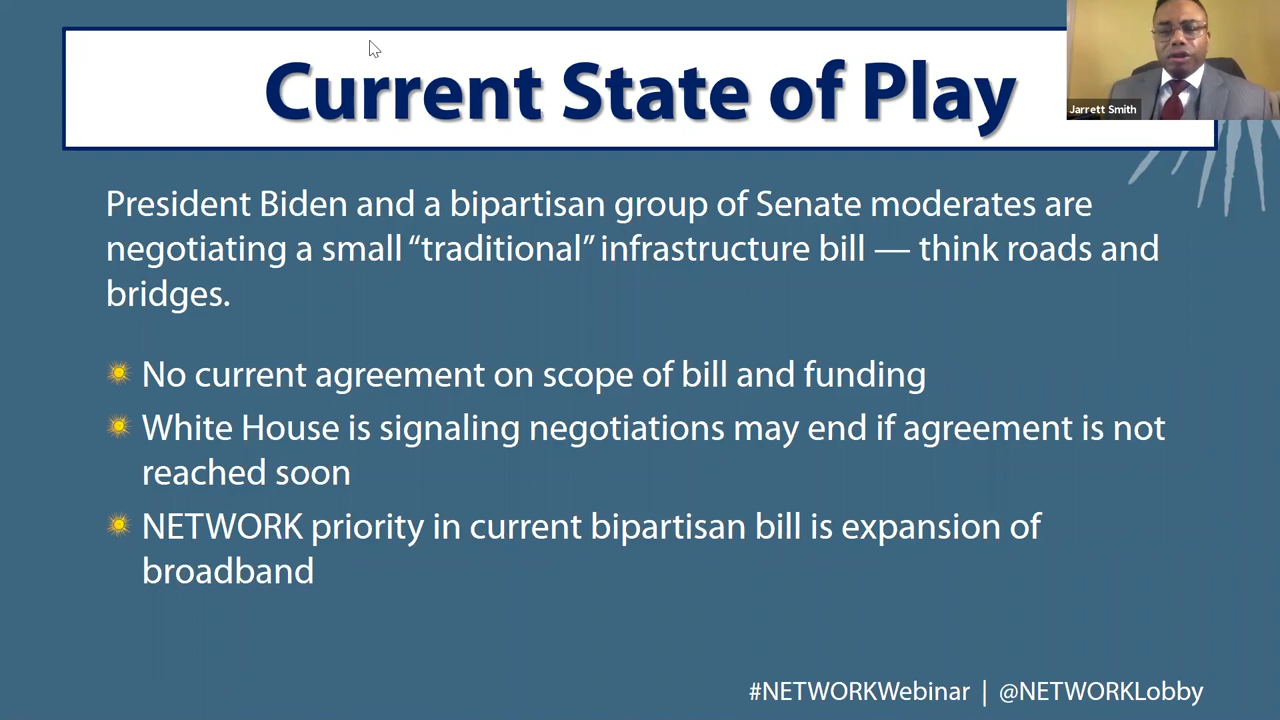 Current State of Play
Jarrett Smith
President Biden and a bipartisan group of Senate moderates are
negotiating a small “traditional” infrastructure bill — think roads and
bridges.
No current agreement on scope of bill and funding
White House is signaling negotiations may end if agreement is not
reached soon
NETWORK priority in current bipartisan bill is expansion of
broadband
#NETWORKWebinar | @NETWORKLobby